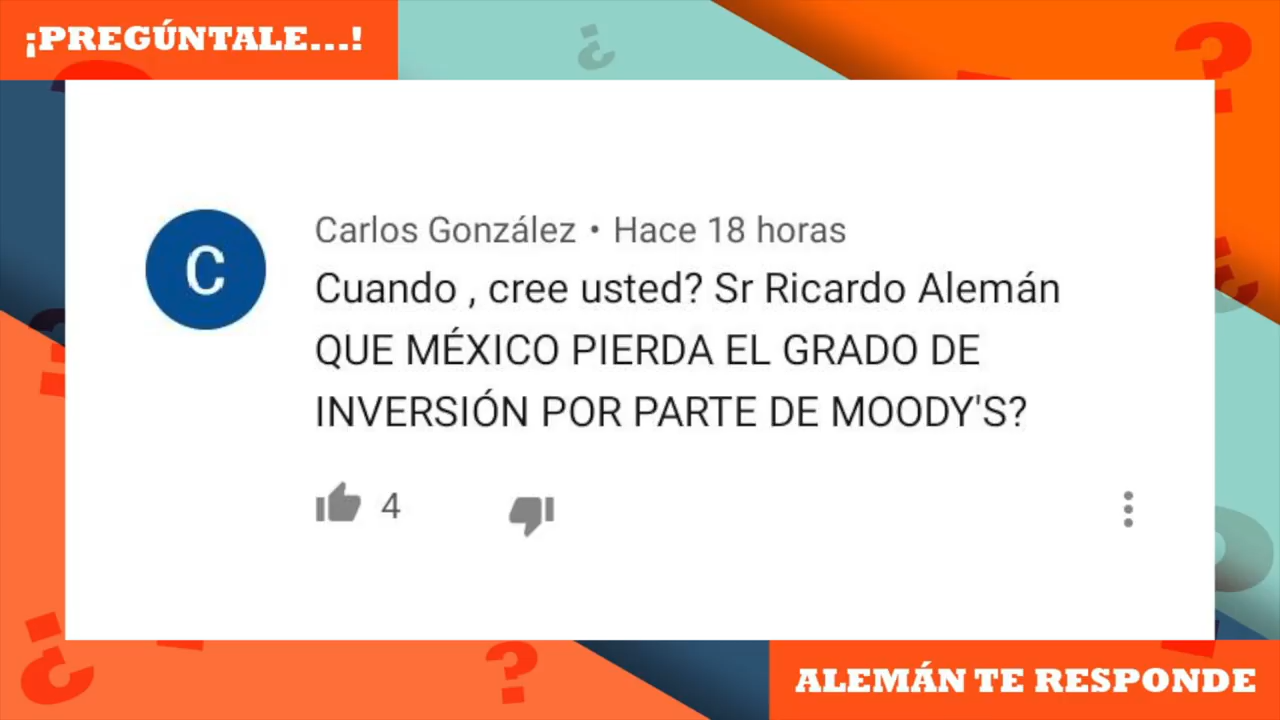 ¡PREGÚNTALE...!
C
Carlos González • Hace 18 horas
Cuando , cree usted? Sr Ricardo Alemán
QUE MÉXICO PIERDA EL GRADO DE
INVERSIÓN POR PARTE DE MOODY'S?
4
ALEMÁN TE RESPONDE